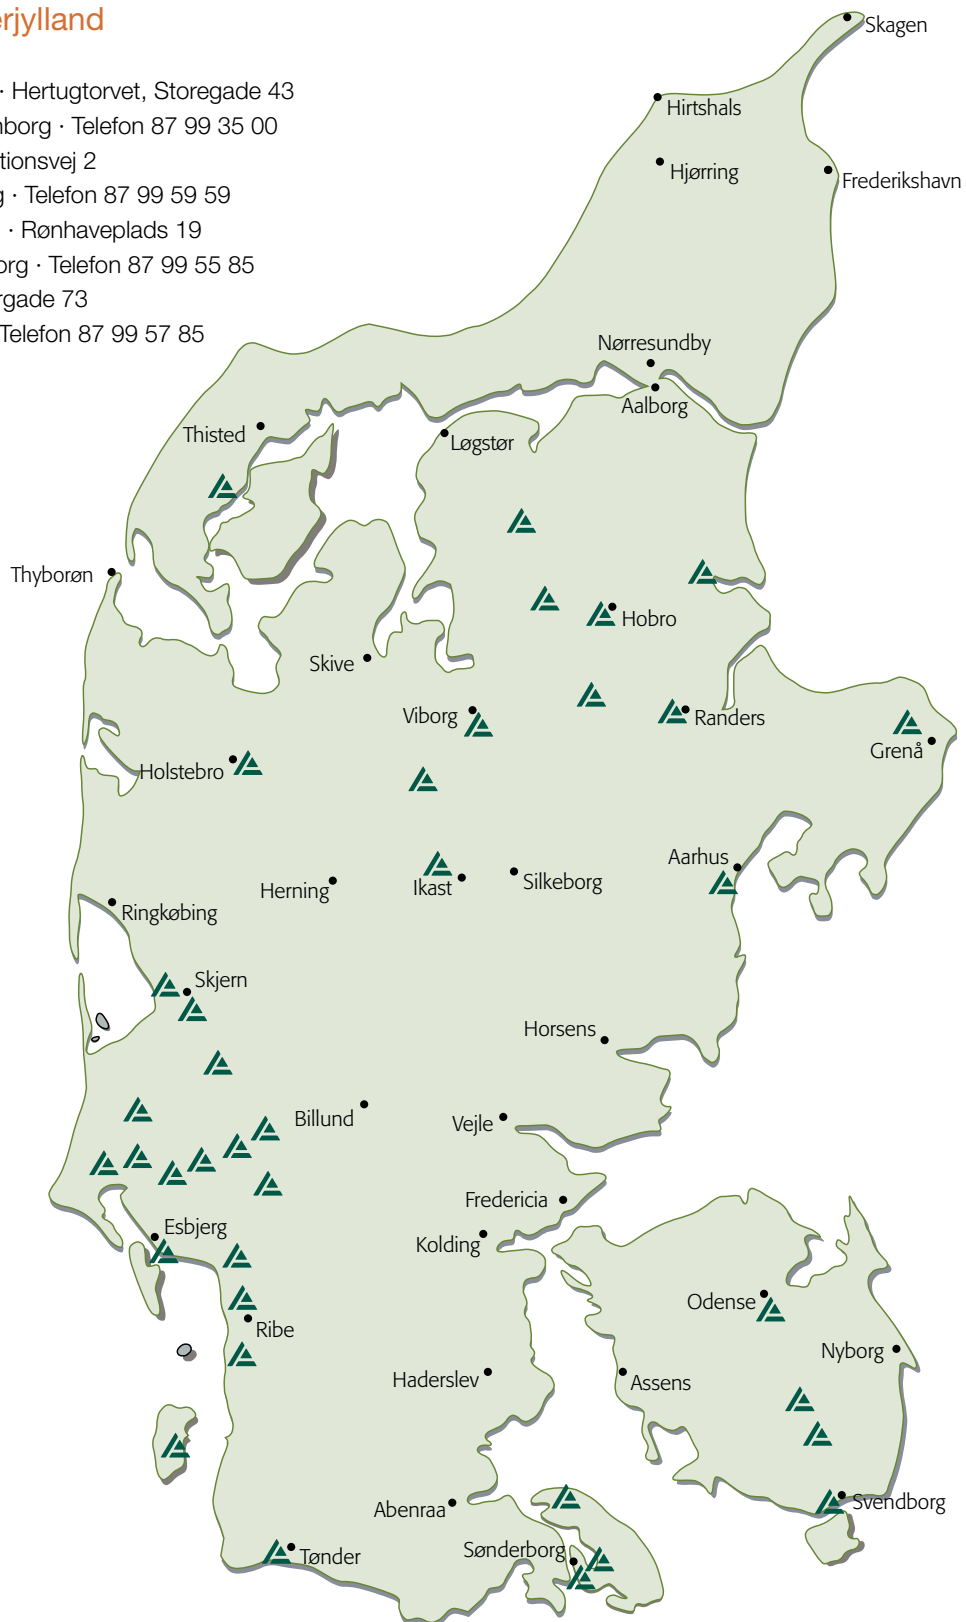 erjylland
· Hertugtorvet, Storegade 43
nborg · Telefon 87 99 35 00
tionsvej 2
g · Telefon 87 99 59 59
· Rønhaveplads 19
org · Telefon 87 99 55 85
rgade 73
Telefon 87 99 57 85
Skagen
Hirtshals
Hjørring
Frederikshavn
Nørresundby
Aalborg
Thisted
Løgstør
Thyborøn
Hobro
Skive
Viborg
Randers
Grenå
Holstebro
Aarhus
Herning
Ikast
Silkeborg
Ringkøbing
Skjern
Horsens
Billund
Vejle
Fredericia
Esbjerg
Kolding
Odense
Ribe
Nyborg
Haderslev
Assens
Abenraa
Svendborg
Sønderborg
Tønder